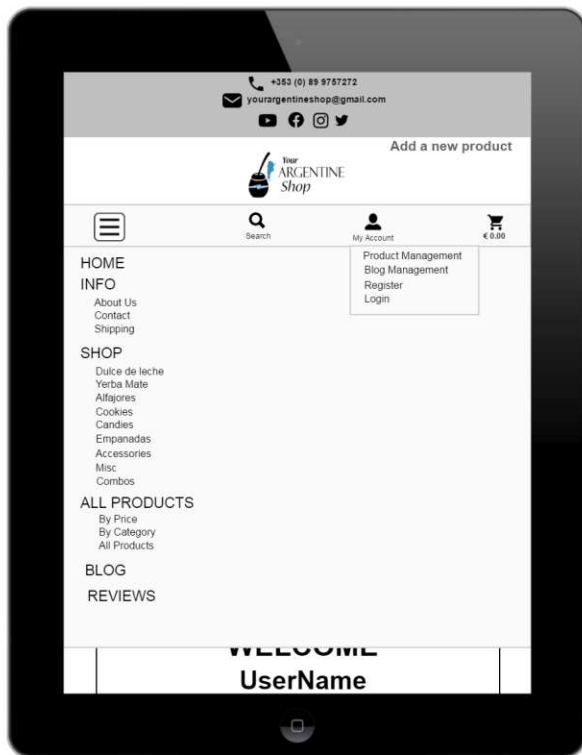 +353 (0) 89 9757272
yourargentineshop@gmail.com
Add a new product
Your
ARGENTINE
Shop
Search
My Account
€ 0.00
Product Management
Blog Management
Register
Login
HOME
INFO
About Us
Contact
Shipping
SHOP
Dulce de leche
Yerba Mate
Alfajores
Cookies
Candies
Empanadas
Accessories
Misc
Combos
ALL PRODUCTS
By Price
By Category
All Products
BLOG
REVIEWS
WELCOME
UserName